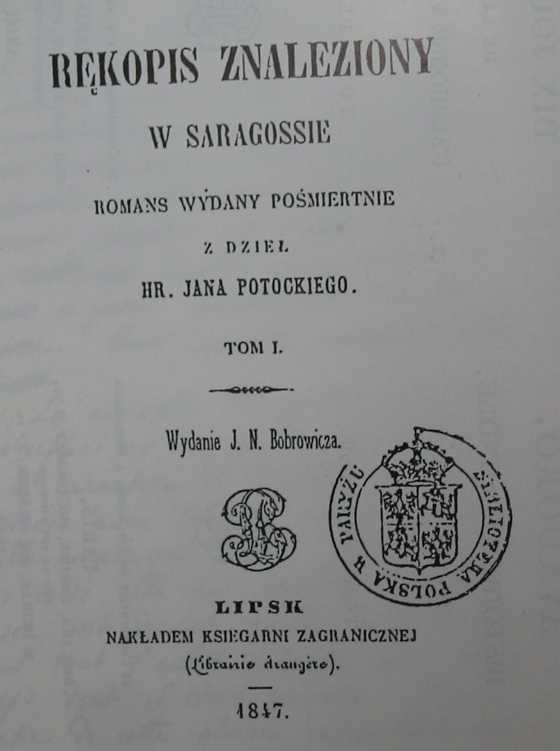 RĘKOPIS ZNALEZIONY
W SARAGOSSIE
ROMANS WYDANY POŚMIERTNIE
Z DZIEŁ
HR. JANA POTOCKIEGO.
TOM I.
Wydanie J. N. Bobrowicza.
BIBLIOTEKA POLSKA W PARYŻU
LIPSK
NAKŁADEM KSIEGARNI ZAGRANICZNEJ
(Librairie étrangère).
1847.